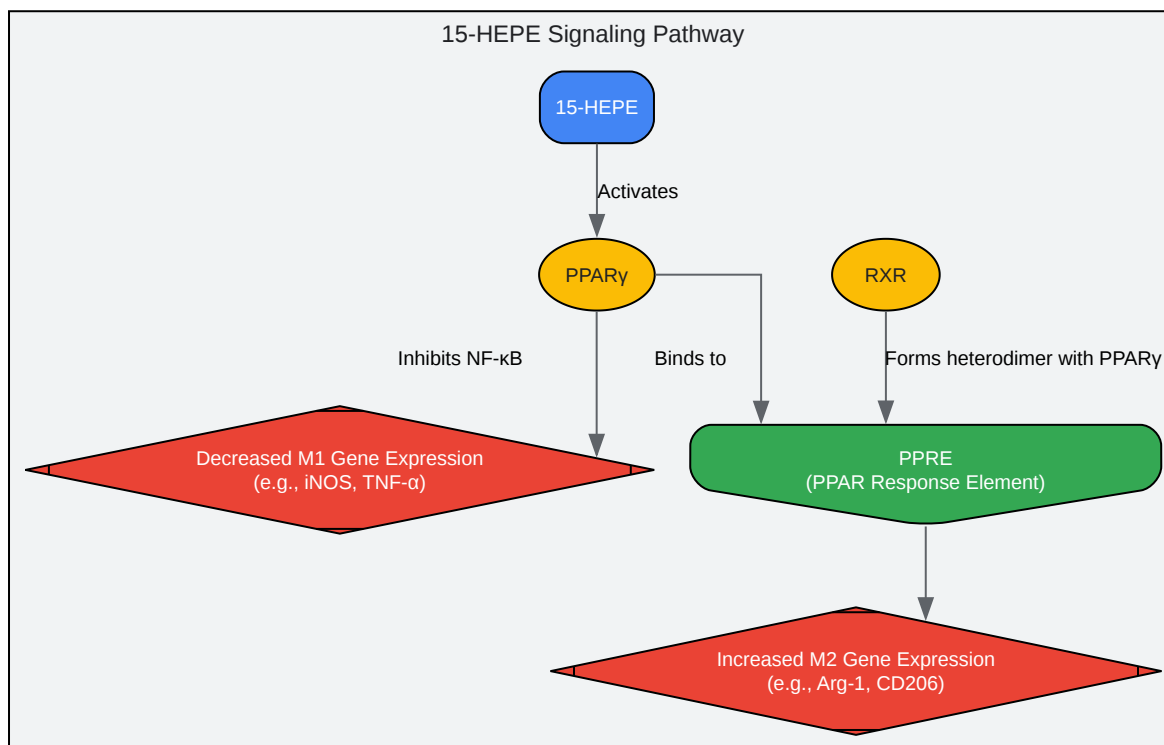 15-HEPE Signaling Pathway
15-HEPE
Activates
PPARγ
RXR
Inhibits NF-κB
Binds to
Forms heterodimer with PPARγ
Decreased M1 Gene Expression
(e.g., iNOS, TNF-α)
PPRE
(PPAR Response Element)
Increased M2 Gene Expression
(e.g., Arg-1, CD206)